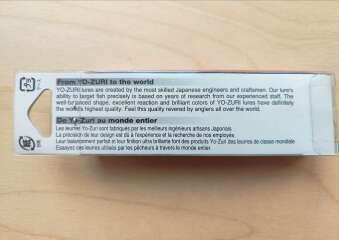 From YO-ZURI to the world
YO-ZURI lures are created by the most skilled Japanese engineers and craftsmen. Our lure's
ability to target fish precisely is based on years of research from our experienced staff. The
well-balanced shape, excellent reaction and brilliant colors of YO-ZURI lures have definitely
the world's highest quality. Feel this quality revered by anglers all over the world.
De Yo-Zuri au monde entier
Les leurres Yo-Zuri sont fabriqués par les meilleurs ingénieurs artisans Japonais.
La précision de leur design est dû à l'expérience et la recherche de nos employés.
Leur balancement parfait et leur finition ultra brillante font des produits Yo-Zuri des leurres de classe mondiale.
Essayez ces leurres utilisés par les pêcheurs à travers le monde entier.